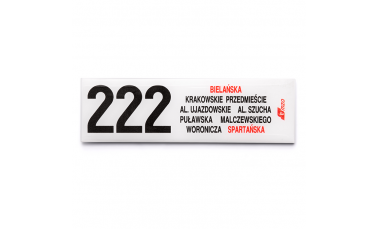 222
BIELAŃSKA
KRAKOWSKIE PRZEDMIEŚCIE
AL. UJAZDOWSKIE AL. SZUCHA
PUŁAWSKA MALCZEWSKIEGO
WORONICZA SPARTAŃSKA